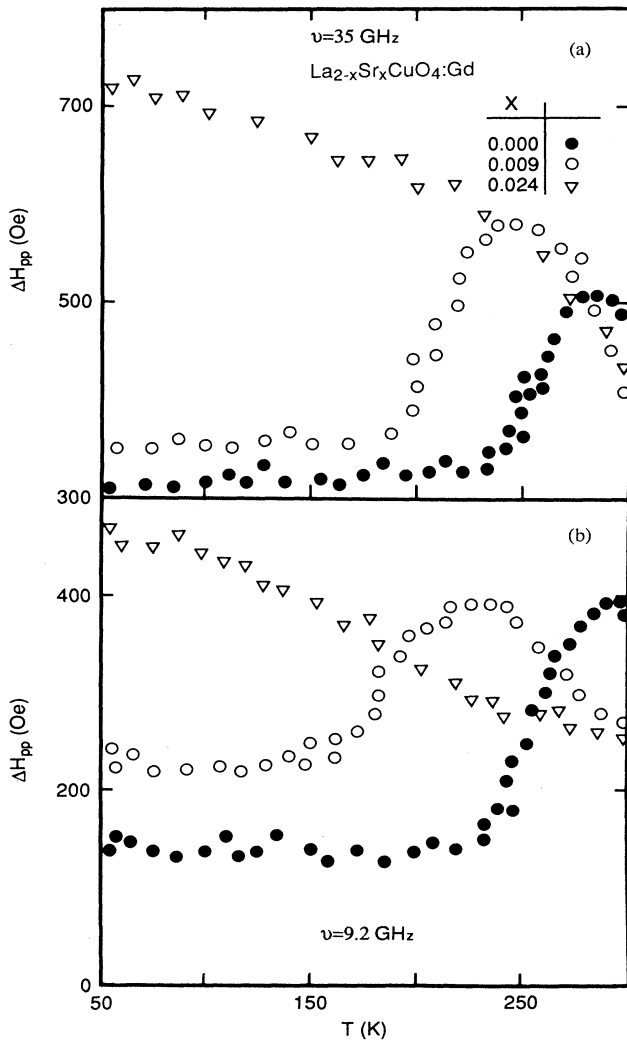 υ=35 GHz
(a)
La2-xSrxCuO4:Gd
X
0.000
0.009
0.024
700
500
300
ΔHpp (Oe)
(b)
400
200
0
ΔHpp (Oe)
υ=9.2 GHz
50
150
250
T (K)